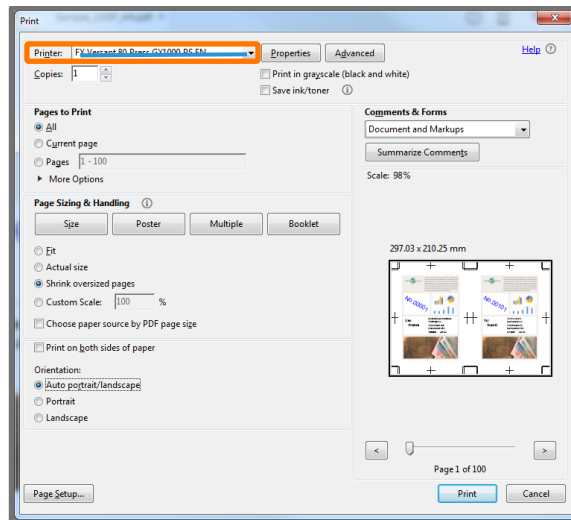 Print
Printer: FX Versant 80 Press GX1000 PS EN Properties Advanced Help
Copies: 1 Print in grayscale (black and white)
Save ink/toner
Pages to Print
All
Current page
Pages 1 - 100
More Options
Comments & Forms
Document and Markups
Summarize Comments
Page Sizing & Handling
Size Poster Multiple Booklet
Fit
Actual size
Shrink oversized pages
Custom Scale: 100 %
Choose paper source by PDF page size
Print on both sides of paper
Orientation:
Auto portrait/landscape
Portrait
Landscape
Scale: 98%
297.03 x 210.25 mm
No.00001 No.00101
< >
Page 1 of 100
Page Setup... Print Cancel